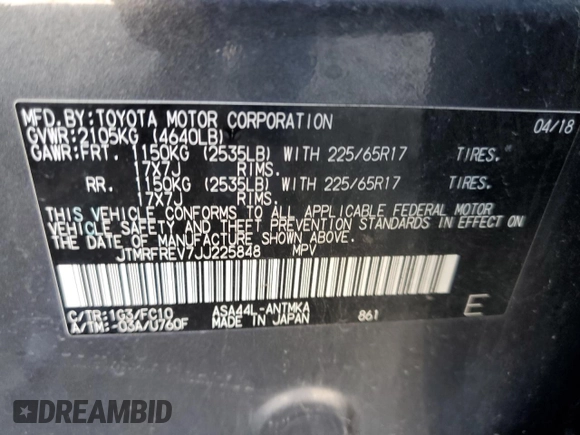 MFD.BY:TOYOTA MOTOR CORPORATION 04/18
GVWR:2105KG (4640LB)
GAWR:FRT. 1150KG (2535LB) WITH 225/65R17 TIRES.
17X7J RIMS.
RR. 1150KG (2535LB) WITH 225/65R17 TIRES.
17X7J RIMS.
THIS VEHICLE CONFORMS TO ALL APPLICABLE FEDERAL MOTOR
VEHICLE SAFETY AND THEFT PREVENTION STANDARDS IN EFFECT ON
THE DATE OF MANUFACTURE SHOWN ABOVE.
JTMRFREV7JJ225848 MPV
C/TR:1G3/FC10 ASA44L-ANTMKA 861 E
A/TM:-03A/U760F MADE IN JAPAN
DREAMBID